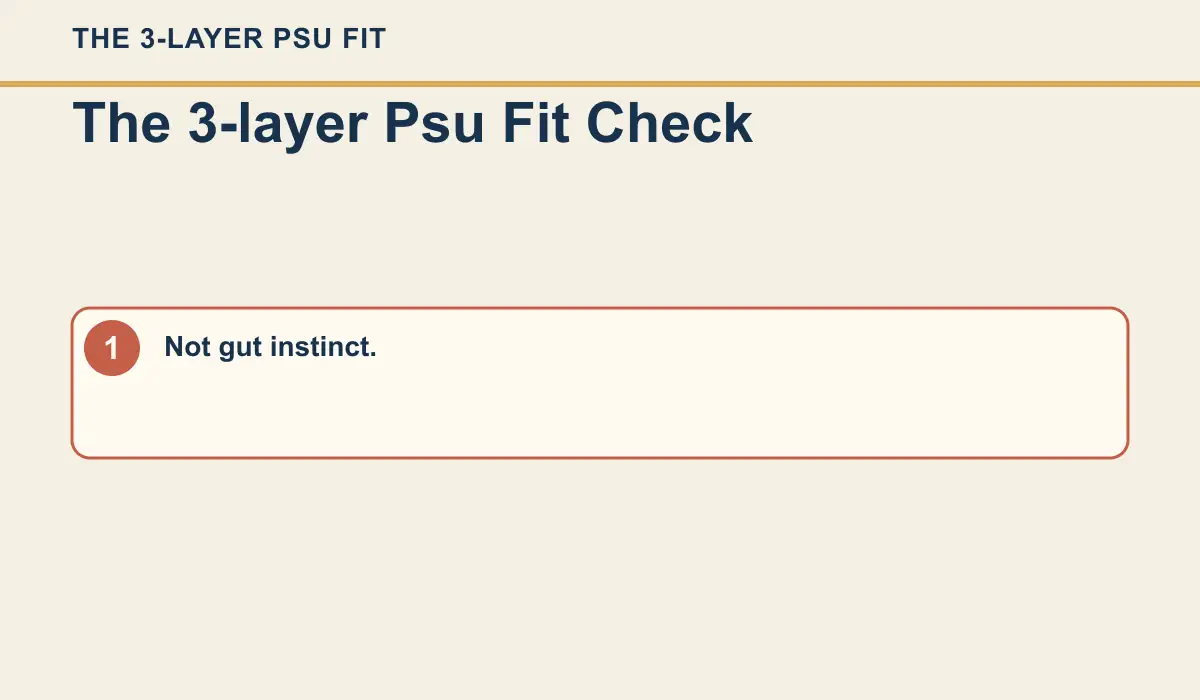 THE 3-LAYER PSU FIT
The 3-layer Psu Fit Check
1 Not gut instinct.